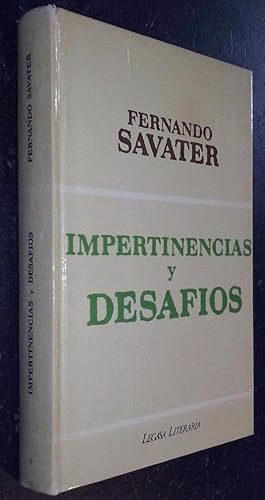 FERNANDO
SAVATER
IMPERTINENCIAS
y
DESAFIOS
LEGASA LITERARIA
FERNANDO SAVATER
IMPERTINENCIAS y DESAFIOS